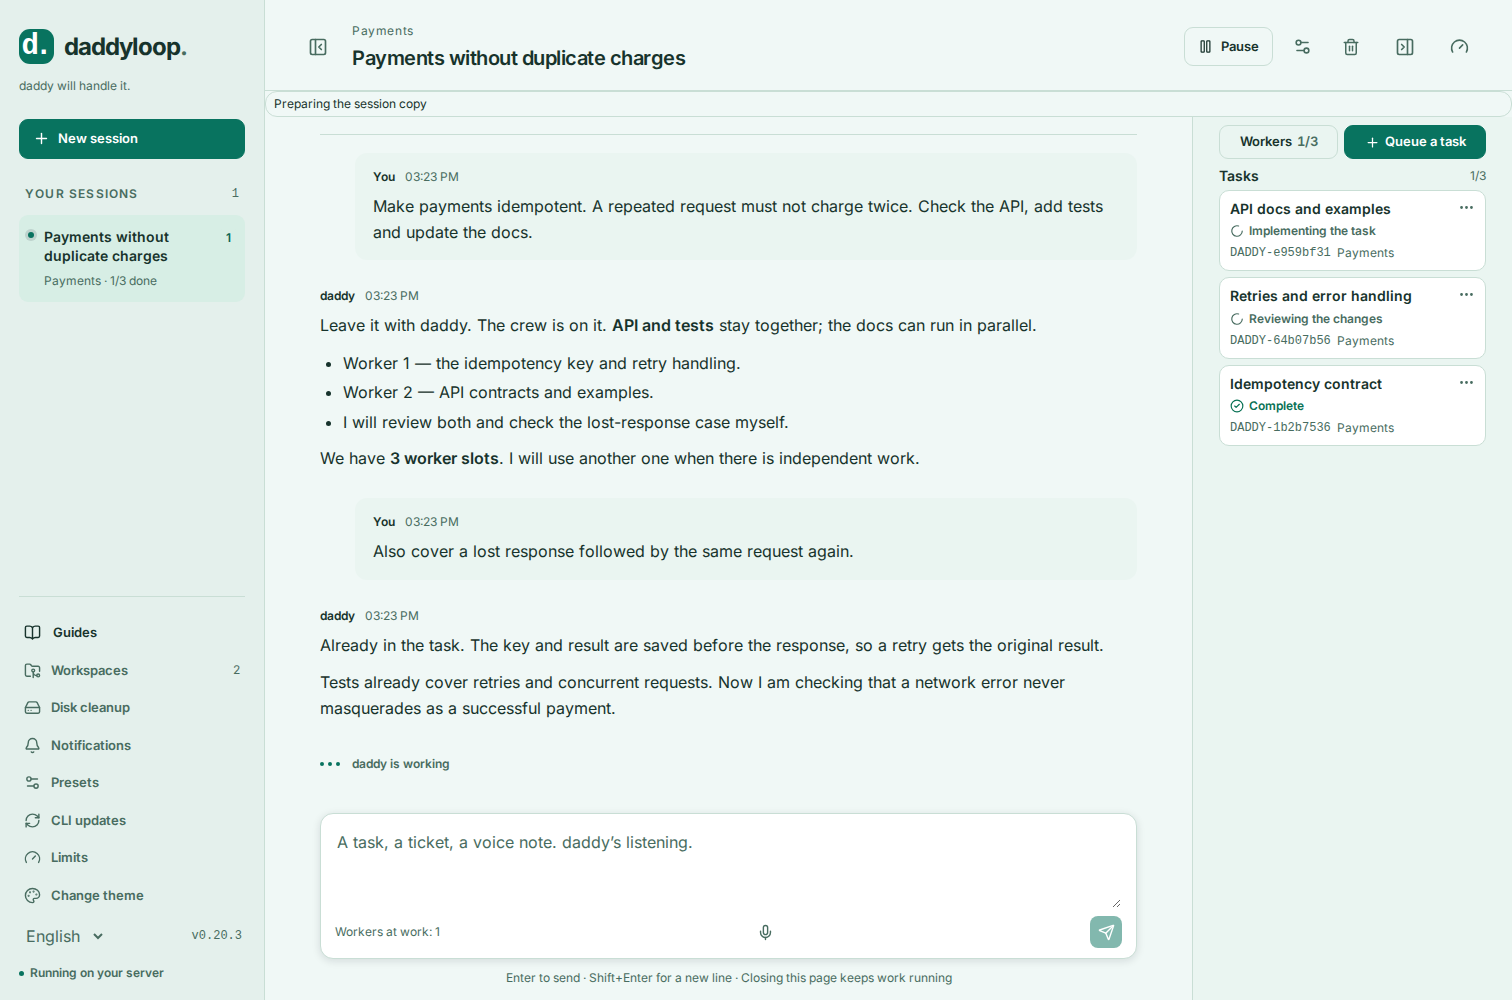 d. daddyloop.
daddy will handle it.
New session
YOUR SESSIONS 1
Payments without duplicate charges 1
Payments · 1/3 done
Guides
Workspaces 2
Disk cleanup
Notifications
Presets
CLI updates
Limits
Change theme
English v0.20.3
Running on your server
Payments
Payments without duplicate charges
Pause
Preparing the session copy
You 03:23 PM
Make payments idempotent. A repeated request must not charge twice. Check the API, add tests
and update the docs.
daddy 03:23 PM
Leave it with daddy. The crew is on it. API and tests stay together; the docs can run in parallel.
• Worker 1 — the idempotency key and retry handling.
• Worker 2 — API contracts and examples.
• I will review both and check the lost-response case myself.
We have 3 worker slots. I will use another one when there is independent work.
You 03:23 PM
Also cover a lost response followed by the same request again.
daddy 03:23 PM
Already in the task. The key and result are saved before the response, so a retry gets the original result.
Tests already cover retries and concurrent requests. Now I am checking that a network error never
masquerades as a successful payment.
daddy is working
A task, a ticket, a voice note. daddy’s listening.
Workers at work: 1
Enter to send · Shift+Enter for a new line · Closing this page keeps work running
Workers 1/3
Queue a task
Tasks 1/3
API docs and examples
Implementing the task
DADDY-e959bf31 Payments
Retries and error handling
Reviewing the changes
DADDY-64b07b56 Payments
Idempotency contract
Complete
DADDY-1b2b7536 Payments